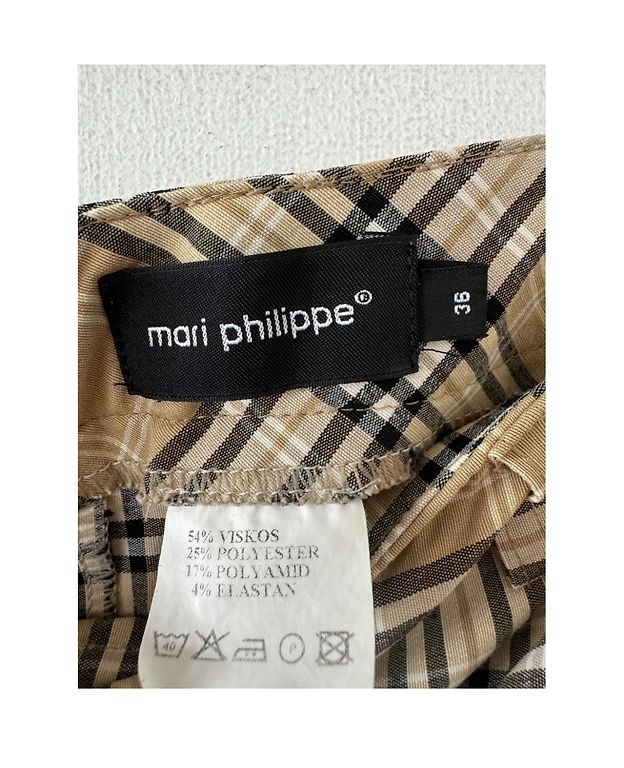 mari philippe®
36
54% VISKOS
25% POLYESTER
17% POLYAMID
4% ELASTAN
40
P